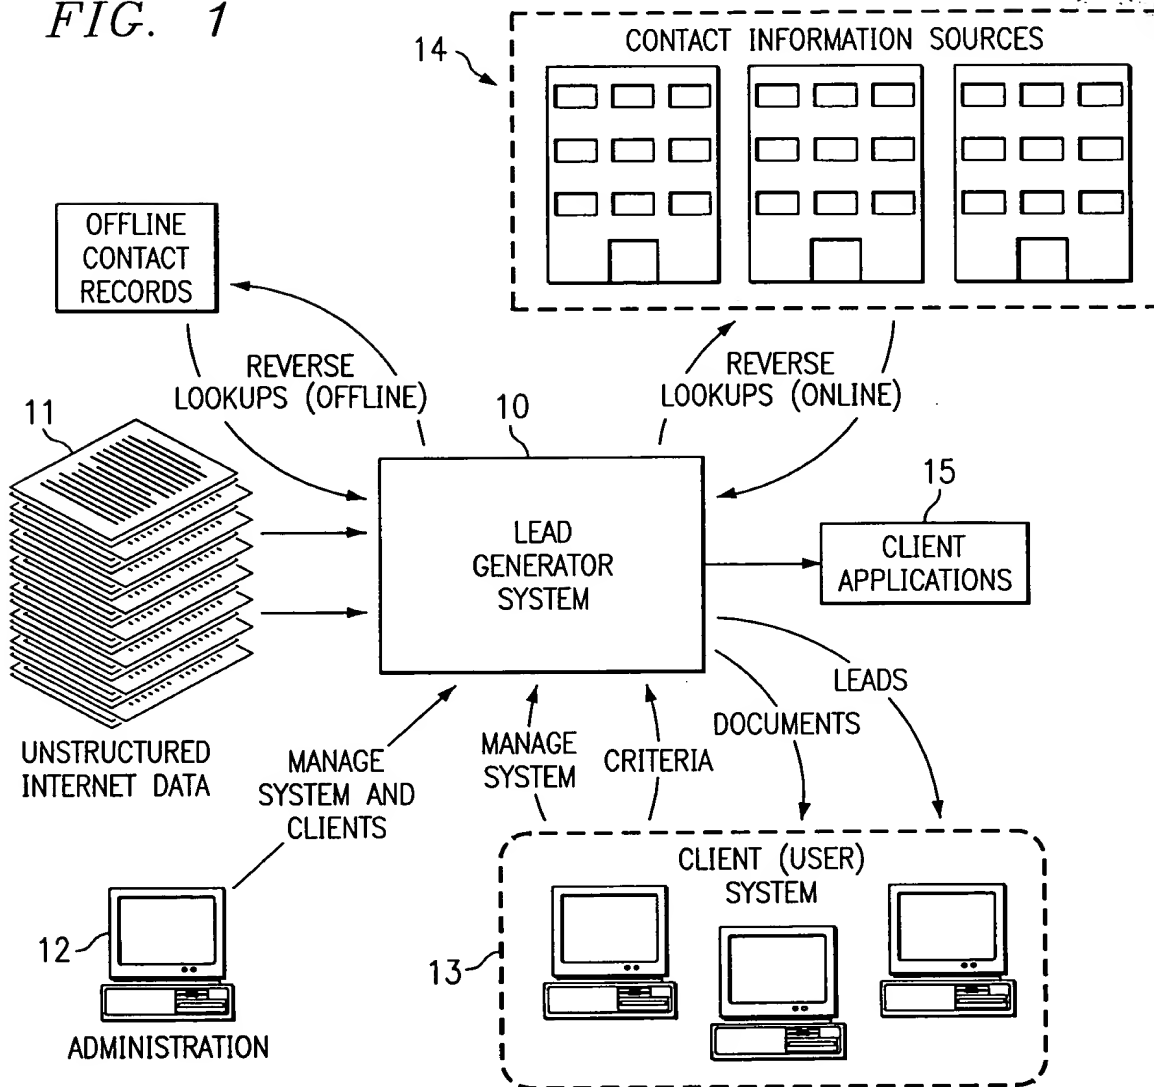 FIG. 1
14
CONTACT INFORMATION SOURCES
OFFLINE
CONTACT
RECORDS
REVERSE
LOOKUPS (OFFLINE)
REVERSE
LOOKUPS (ONLINE)
11
10
15
LEAD
GENERATOR
SYSTEM
CLIENT
APPLICATIONS
LEADS
DOCUMENTS
UNSTRUCTURED
INTERNET DATA
MANAGE
SYSTEM AND
CLIENTS
MANAGE
SYSTEM
CRITERIA
CLIENT (USER)
SYSTEM
12
13
ADMINISTRATION